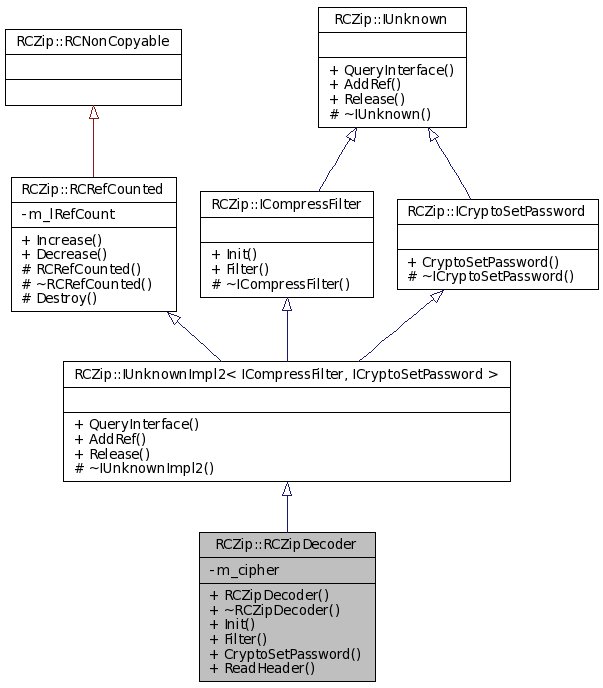 RCZip::RCNonCopyable
RCZip::IUnknown
+ QueryInterface()
+ AddRef()
+ Release()
# ~IUnknown()
RCZip::RCRefCounted
- m_lRefCount
+ Increase()
+ Decrease()
# RCRefCounted()
# ~RCRefCounted()
# Destroy()
RCZip::ICompressFilter
+ Init()
+ Filter()
# ~ICompressFilter()
RCZip::ICryptoSetPassword
+ CryptoSetPassword()
# ~ICryptoSetPassword()
RCZip::IUnknownImpl2< ICompressFilter, ICryptoSetPassword >
+ QueryInterface()
+ AddRef()
+ Release()
# ~IUnknownImpl2()
RCZip::RCZipDecoder
- m_cipher
+ RCZipDecoder()
+ ~RCZipDecoder()
+ Init()
+ Filter()
+ CryptoSetPassword()
+ ReadHeader()